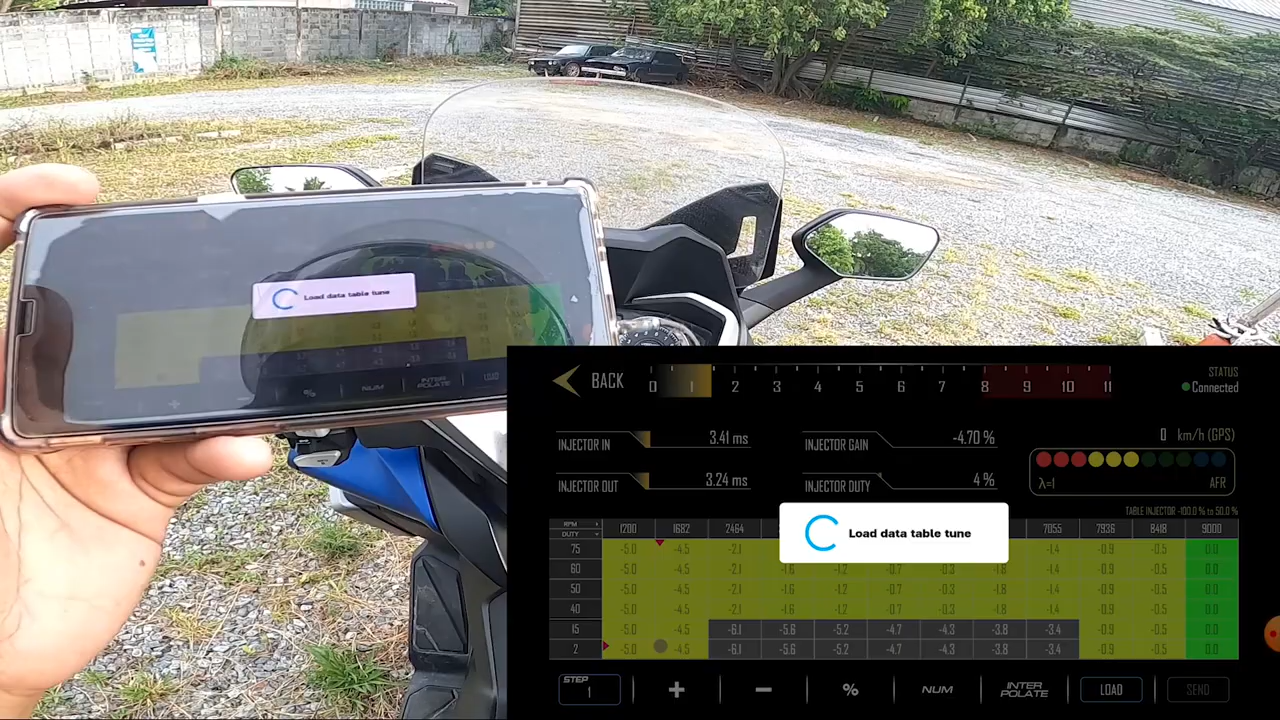 Load data table tune
NUM
INTER
POLATE
LOAD
BACK
0 1 2 3 4 5 6 7 8 9 10 11
STATUS
Connected
INJECTOR IN 3.41 ms
INJECTOR GAIN -4.70 %
0 km/h (GPS)
INJECTOR OUT 3.24 ms
INJECTOR DUTY 4 %
λ=1 AFR
TABLE INJECTOR -100.0 % to 50.0 %
Load data table tune
RPM
DUTY
1200 1682 2464 7055 7936 8418 9000
75 -5.0 -4.5 -2.1 -1.4 -0.9 -0.5 0.0
60 -5.0 -4.5 -2.1 -1.6 -1.2 -0.7 -0.3 -1.8 -1.4 -0.9 -0.5 0.0
50 -5.0 -4.5 -2.1 -1.6 -1.2 -0.7 -0.3 -1.8 -1.4 -0.9 -0.5 0.0
40 -5.0 -4.5 -2.1 -1.6 -1.2 -0.7 -0.3 -1.8 -1.4 -0.9 -0.5 0.0
15 -5.0 -4.5 -6.1 -5.6 -5.2 -4.7 -4.3 -3.8 -3.4 -0.9 -0.5 0.0
2 -5.0 -4.5 -6.1 -5.6 -5.2 -4.7 -4.3 -3.8 -3.4 -0.9 -0.5 0.0
STEP
1
+ − % NUM
INTER
POLATE
LOAD
SEND